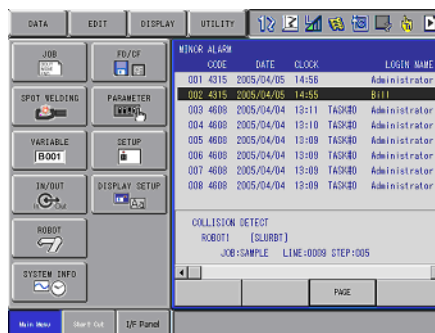 DATA EDIT DISPLAY UTILITY
JOB
FD/CF
SPOT WELDING
PARAMETER
VARIABLE
B001
SETUP
IN/OUT
In Out
DISPLAY SETUP
ROBOT
SYSTEM INFO
MINOR ALARM
CODE DATE CLOCK LOGIN NAME
001 4315 2005/04/05 14:56 Administrator
002 4315 2005/04/05 14:55 Bill
003 4608 2005/04/04 13:11 TASK#0 Administrator
004 4608 2005/04/04 13:10 TASK#0 Administrator
005 4608 2005/04/04 13:09 TASK#0 Administrator
006 4608 2005/04/04 13:09 TASK#0 Administrator
007 4608 2005/04/04 13:09 TASK#0 Administrator
008 4608 2005/04/04 13:09 TASK#0 Administrator
COLLISION DETECT
ROBOT1 [SLURBT]
JOB:SAMPLE LINE:0009 STEP:005
PAGE
Main Menu Short Cut I/F Panel